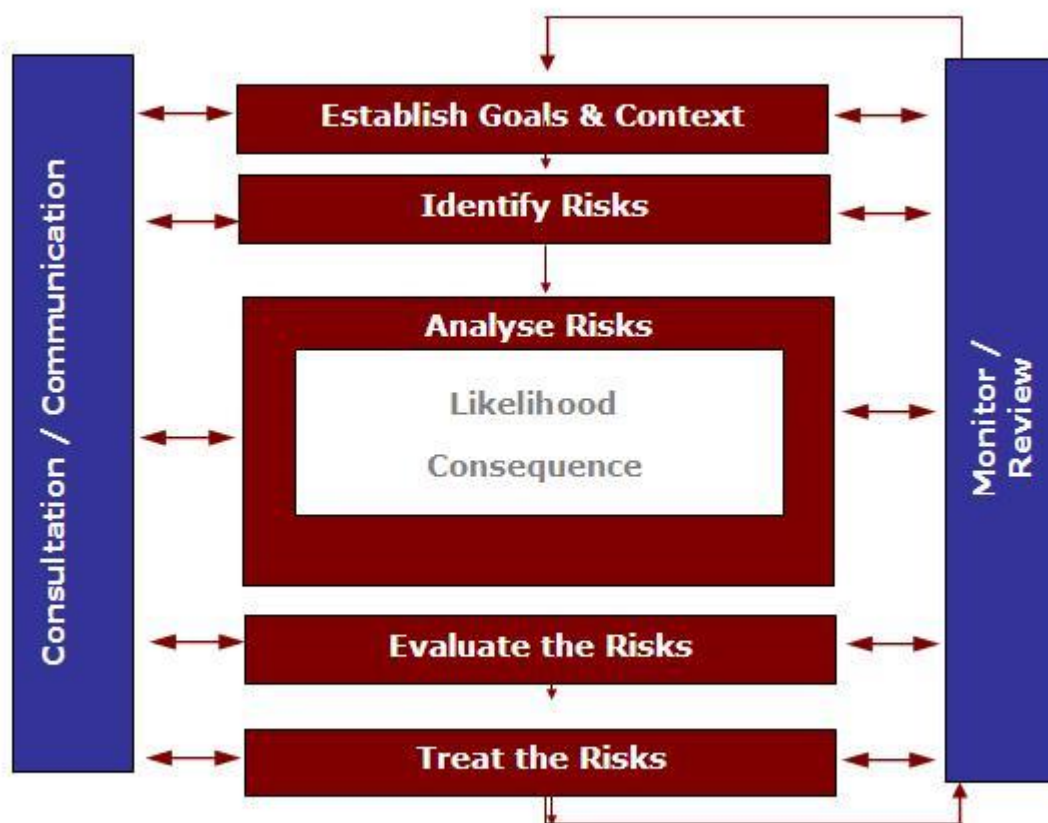 Consultation / Communication
Establish Goals & Context
Identify Risks
Analyse Risks
Likelihood
Consequence
Evaluate the Risks
Treat the Risks
Monitor /
Review